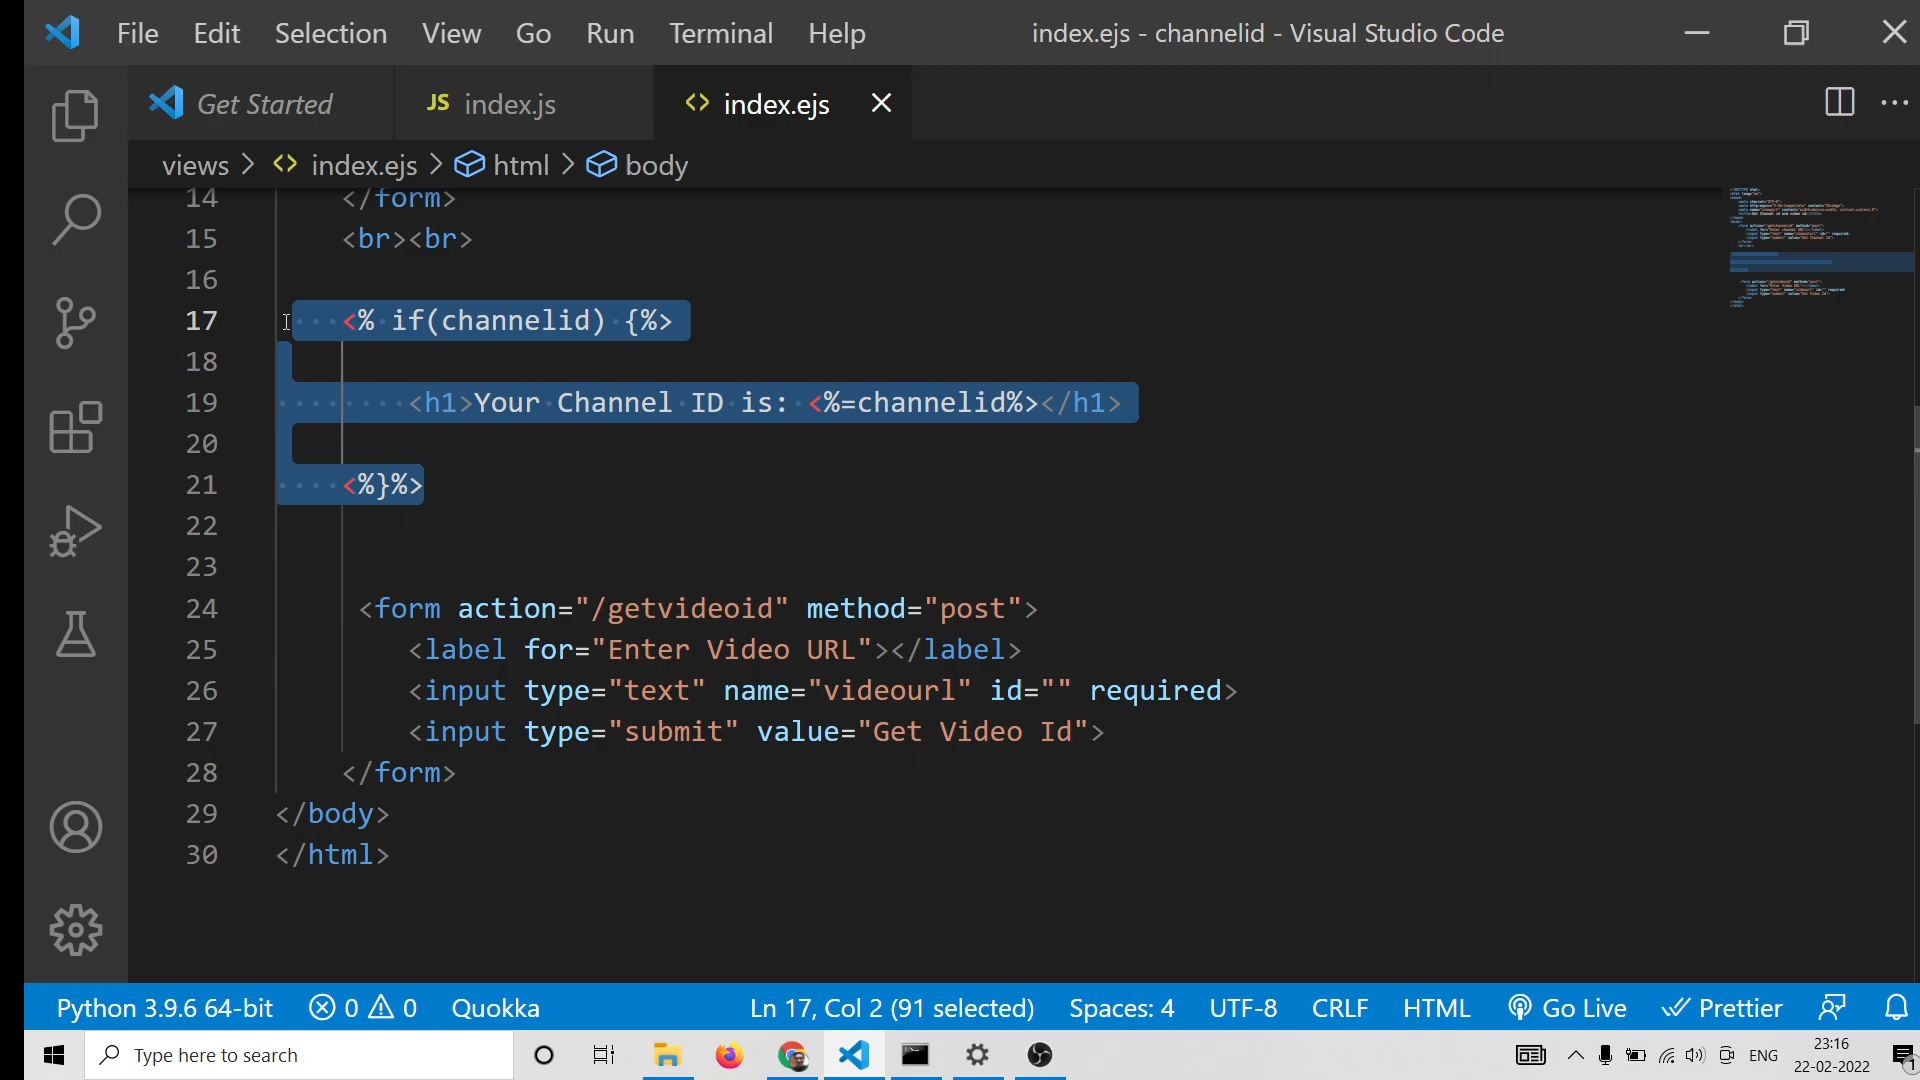 File Edit Selection View Go Run Terminal Help index.ejs - channelid - Visual Studio Code
Get Started JS index.js <> index.ejs
views > <> index.ejs > html > body
14 </form>
15 <br><br>
16
17 <% if(channelid) {%>
18
19 <h1>Your Channel ID is: <%=channelid%></h1>
20
21 <%}%>
22
23
24 <form action="/getvideoid" method="post">
25 <label for="Enter Video URL"></label>
26 <input type="text" name="videourl" id="" required>
27 <input type="submit" value="Get Video Id">
28 </form>
29 </body>
30 </html>
Python 3.9.6 64-bit 0 0 Quokka Ln 17, Col 2 (91 selected) Spaces: 4 UTF-8 CRLF HTML Go Live Prettier
Type here to search ENG 23:16
22-02-2022 1